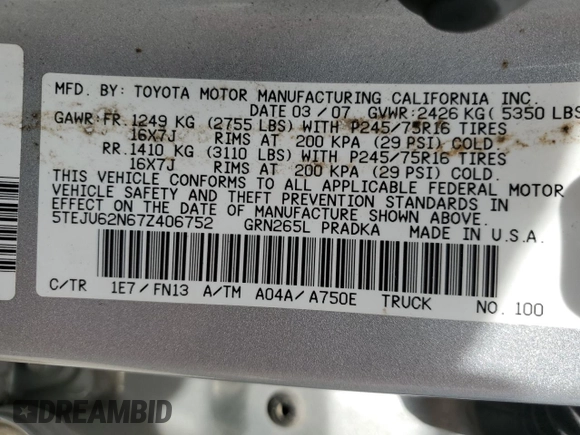 MFD. BY: TOYOTA MOTOR MANUFACTURING CALIFORNIA INC.
DATE 03 / 07 GVWR: 2426 KG( 5350 LBS
GAWR: FR. 1249 KG (2755 LBS) WITH P245/75R16 TIRES
16X7J RIMS AT 200 KPA (29 PSI) COLD.
RR. 1410 KG (3110 LBS) WITH P245/75R16 TIRES
16X7J RIMS AT 200 KPA (29 PSI) COLD.
THIS VEHICLE CONFORMS TO ALL APPLICABLE FEDERAL MOTOR
VEHICLE SAFETY AND THEFT PREVENTION STANDARDS IN
EFFECT ON THE DATE OF MANUFACTURE SHOWN ABOVE.
5TEJU62N67Z406752 GRN265L PRADKA MADE IN U.S.A.
C/TR 1E7 / FN13 A/TM A04A / A750E TRUCK NO. 100
DREAMBID